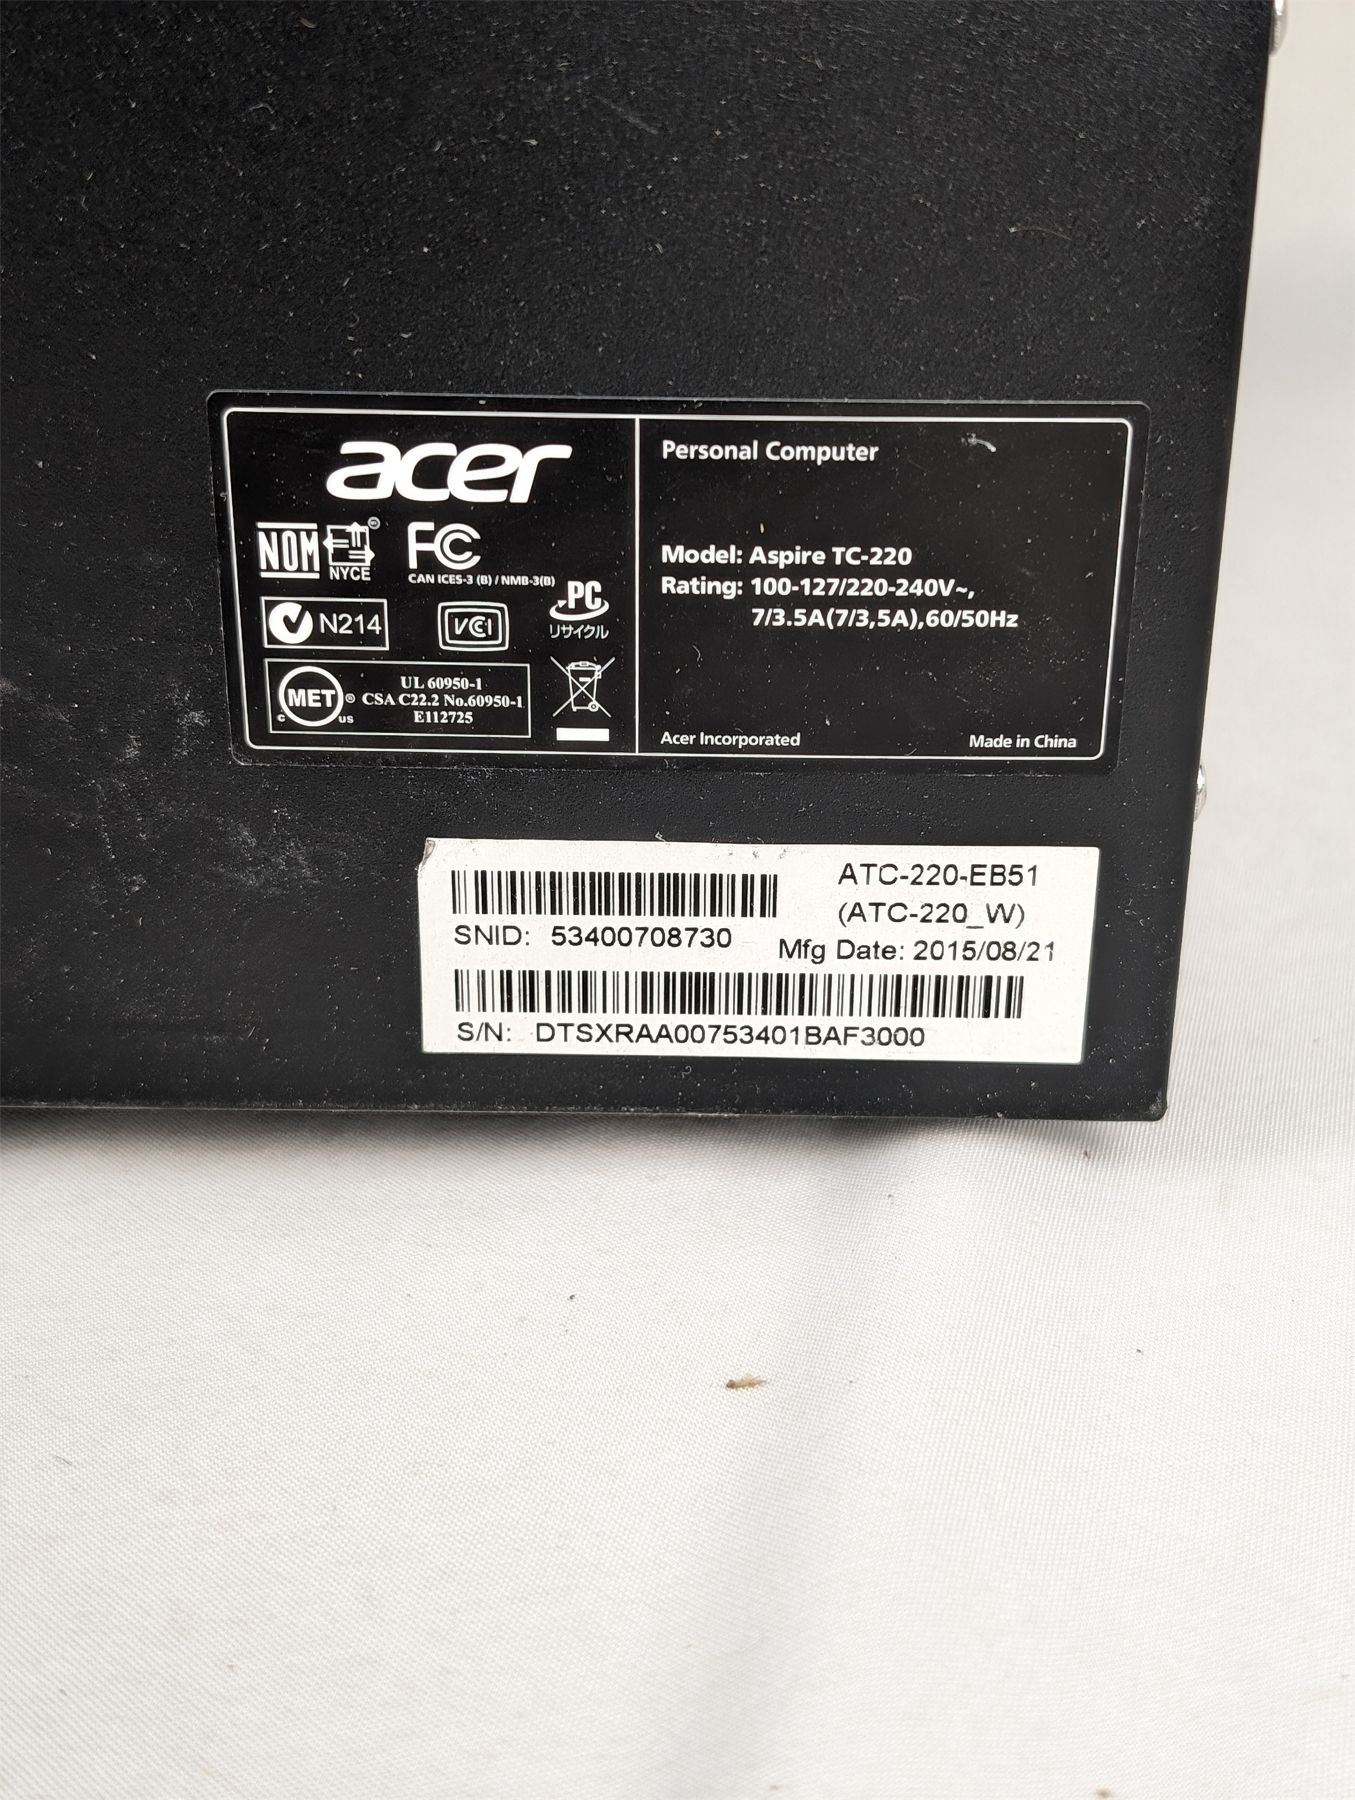 acer
NOM
NYCE
FC
CAN ICES-3 (B) / NMB-3(B)
N214
VCI
PC
リサイクル
MET
c
us
UL 60950-1
CSA C22.2 No.60950-1
E112725
Personal Computer
Model: Aspire TC-220
Rating: 100-127/220-240V~,
7/3.5A(7/3,5A),60/50Hz
Acer Incorporated
Made in China
ATC-220-EB51
(ATC-220_W)
SNID: 53400708730
Mfg Date: 2015/08/21
S/N: DTSXRAA00753401BAF3000